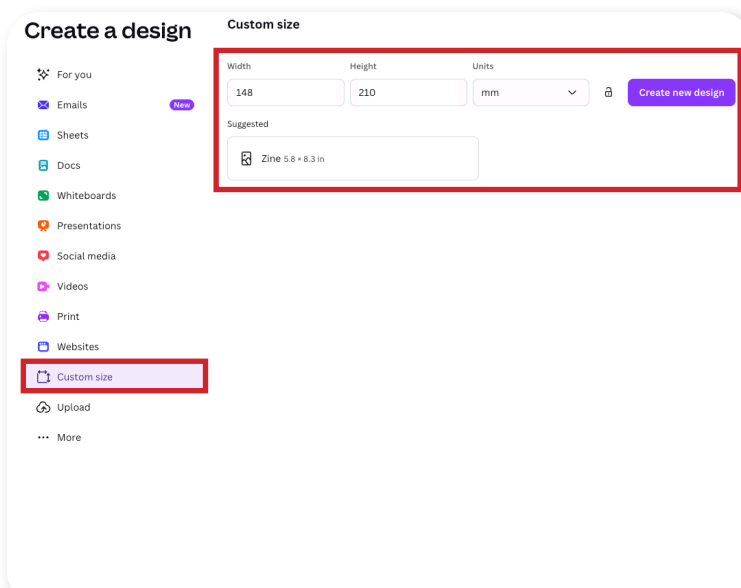 Create a design
For you
Emails New
Sheets
Docs
Whiteboards
Presentations
Social media
Videos
Print
Websites
Custom size
Upload
More
Custom size
Width Height Units
148 210 mm Create new design
Suggested
Zine 5.8 × 8.3 in